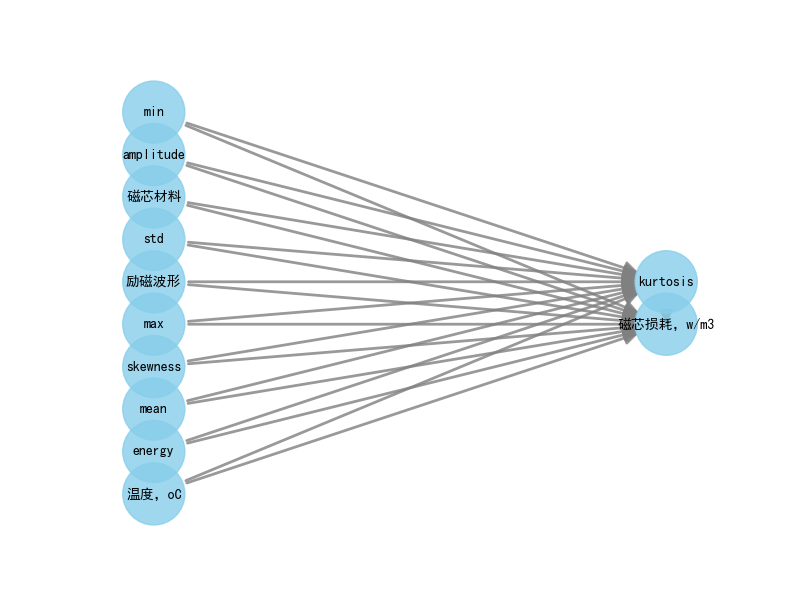 min
amplitude
磁芯材料
std
励磁波形
max
skewness
mean
energy
温度，oC
kurtosis
磁芯损耗，w/m3